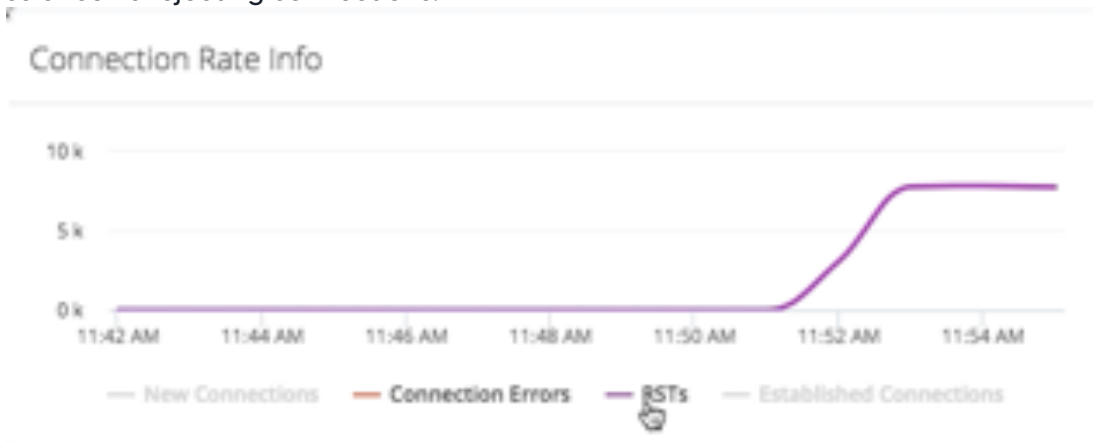 Connection Rate Info
10 k
5 k
0 k
11:42 AM 11:44 AM 11:46 AM 11:48 AM 11:50 AM 11:52 AM 11:54 AM
New Connections Connection Errors RSTs Established Connections